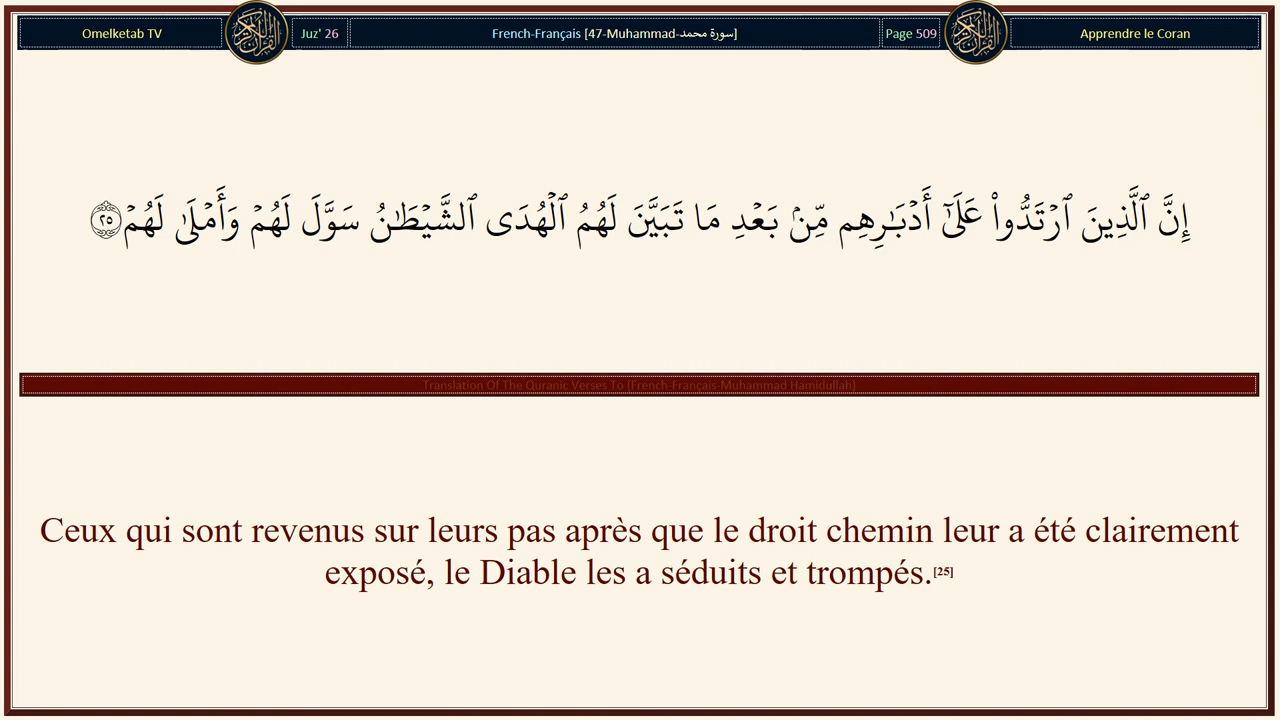 Omelketab TV
Juz' 26
French-Français [47-Muhammad-سورة محمد]
Page 509
Apprendre le Coran
إِنَّ ٱلَّذِينَ ٱرْتَدُّوا۟ عَلَىٰٓ أَدْبَـٰرِهِم مِّنۢ بَعْدِ مَا تَبَيَّنَ لَهُمُ ٱلْهُدَى ٱلشَّيْطَـٰنُ سَوَّلَ لَهُمْ وَأَمْلَىٰ لَهُمْ ٢٥
Translation Of The Quranic Verses To (French-Français-Muhammad Hamidullah)
Ceux qui sont revenus sur leurs pas après que le droit chemin leur a été clairement
exposé, le Diable les a séduits et trompés.[25]